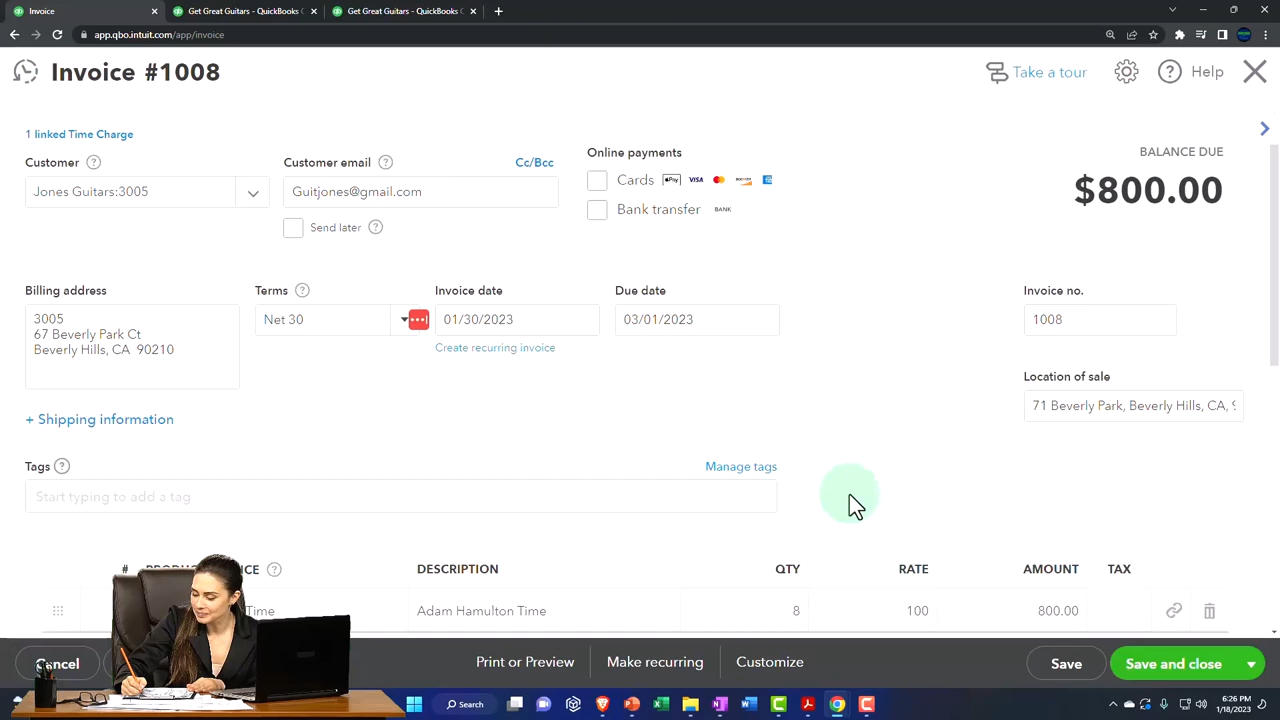 Invoice
Get Great Guitars - QuickBooks C
Get Great Guitars - QuickBooks C
app.qbo.intuit.com/app/invoice
Invoice #1008
Take a tour
Help
1 linked Time Charge
Customer
Customer email
Cc/Bcc
Online payments
BALANCE DUE
Jones Guitars:3005
Guitjones@gmail.com
Cards
Pay
VISA
$800.00
Bank transfer
BANK
Send later
Billing address
Terms
Invoice date
Due date
Invoice no.
3005
67 Beverly Park Ct
Beverly Hills, CA 90210
Net 30
01/30/2023
03/01/2023
1008
Create recurring invoice
Location of sale
71 Beverly Park, Beverly Hills, CA, 9
+ Shipping information
Tags
Manage tags
Start typing to add a tag
#
DESCRIPTION
QTY
RATE
AMOUNT
TAX
Time
Adam Hamulton Time
8
100
800.00
Cancel
Print or Preview
Make recurring
Customize
Save
Save and close
Search
6:26 PM
1/18/2023